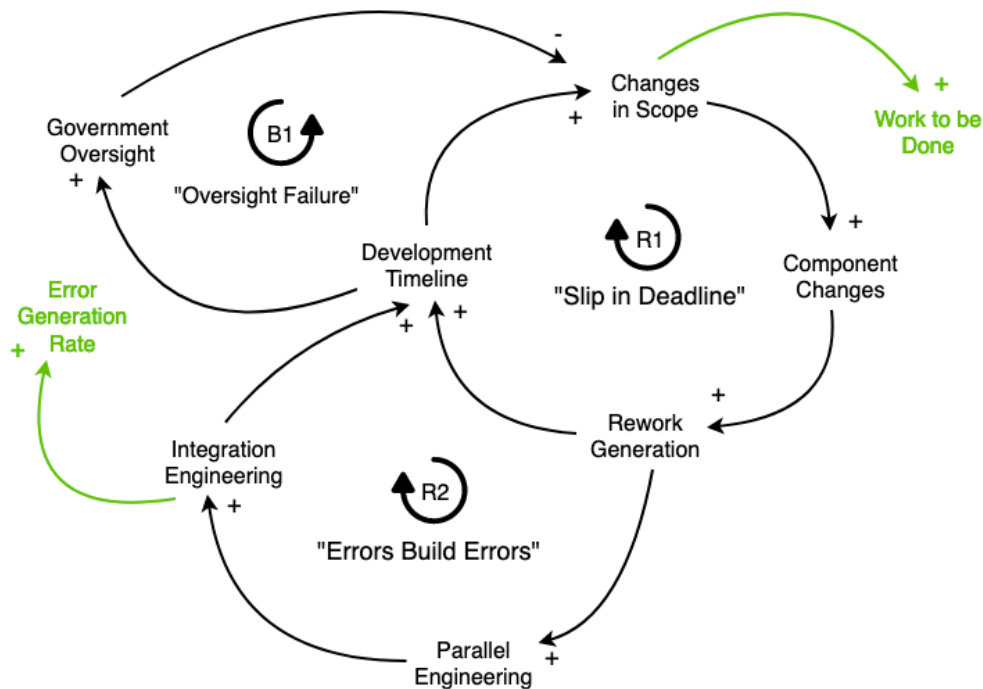 -
+
Changes
in Scope
+
Work to be
Done
Government
Oversight
+
B1
"Oversight Failure"
+
Component
Changes
R1
"Slip in Deadline"
Development
Timeline
+
+
Error
Generation
Rate
+
+
Rework
Generation
Integration
Engineering
+
R2
"Errors Build Errors"
Parallel
Engineering
+